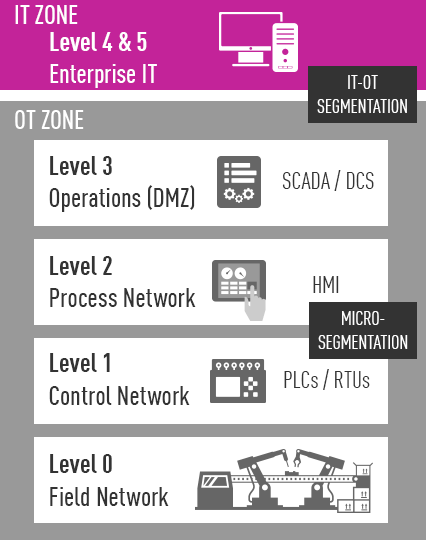 IT ZONE
Level 4 & 5
Enterprise IT
IT-OT
SEGMENTATION
OT ZONE
Level 3
Operations (DMZ)
SCADA / DCS
Level 2
Process Network
HMI
MICRO-
SEGMENTATION
Level 1
Control Network
PLCs / RTUs
Level 0
Field Network